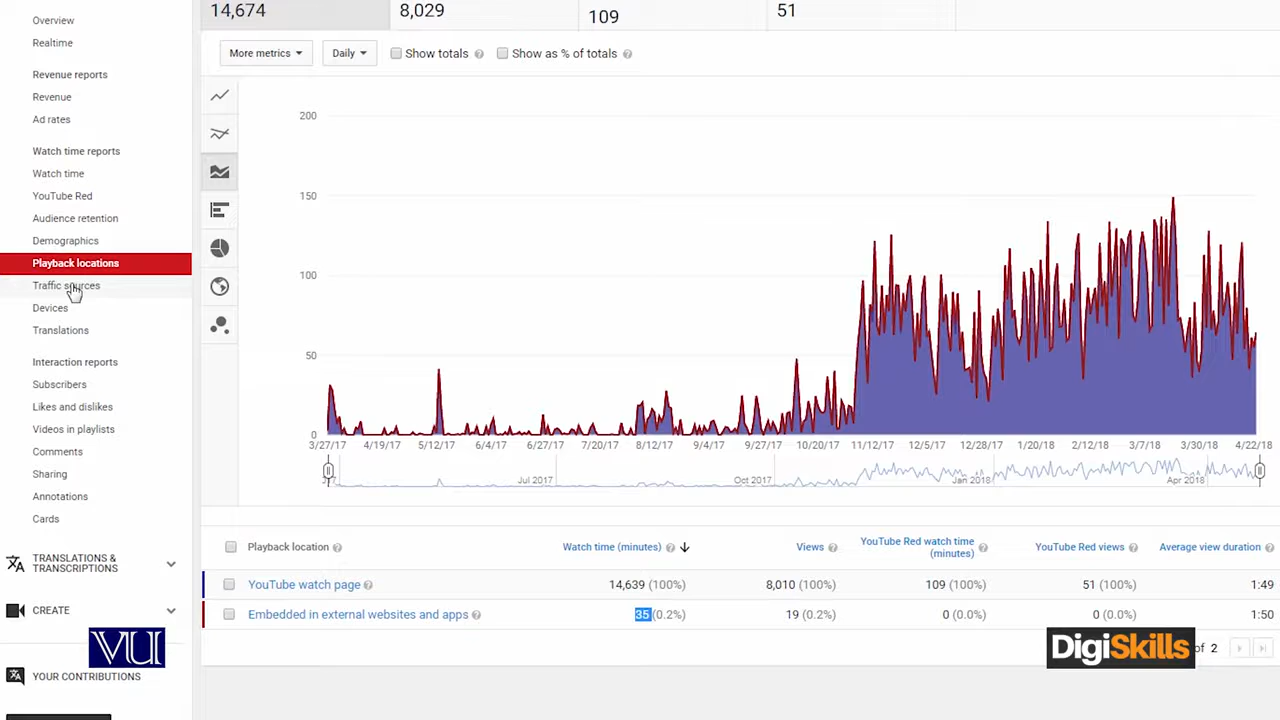 14,674
8,029
109
51
Overview
Realtime
Revenue reports
Revenue
Ad rates
Watch time reports
Watch time
YouTube Red
Audience retention
Demographics
Playback locations
Traffic sources
Devices
Translations
Interaction reports
Subscribers
Likes and dislikes
Videos in playlists
Comments
Sharing
Annotations
Cards
TRANSLATIONS &
TRANSCRIPTIONS
CREATE
VU
YOUR CONTRIBUTIONS
More metrics Daily Show totals ? Show as % of totals ?
200
150
100
50
0
3/27/17 4/19/17 5/12/17 6/4/17 6/27/17 7/20/17 8/12/17 9/4/17 9/27/17 10/20/17 11/12/17 12/5/17 12/28/17 1/20/18 2/12/18 3/7/18 3/30/18 4/22/18
Jul 2017 Oct 2017 Jan 2018 Apr 2018
Playback location ? Watch time (minutes) ? Views ? YouTube Red watch time (minutes) ? YouTube Red views ? Average view duration ?
YouTube watch page ? 14,639 (100%) 8,010 (100%) 109 (100%) 51 (100%) 1:49
Embedded in external websites and apps ? 35 (0.2%) 19 (0.2%) 0 (0.0%) 0 (0.0%) 1:50
DigiSkills
of 2